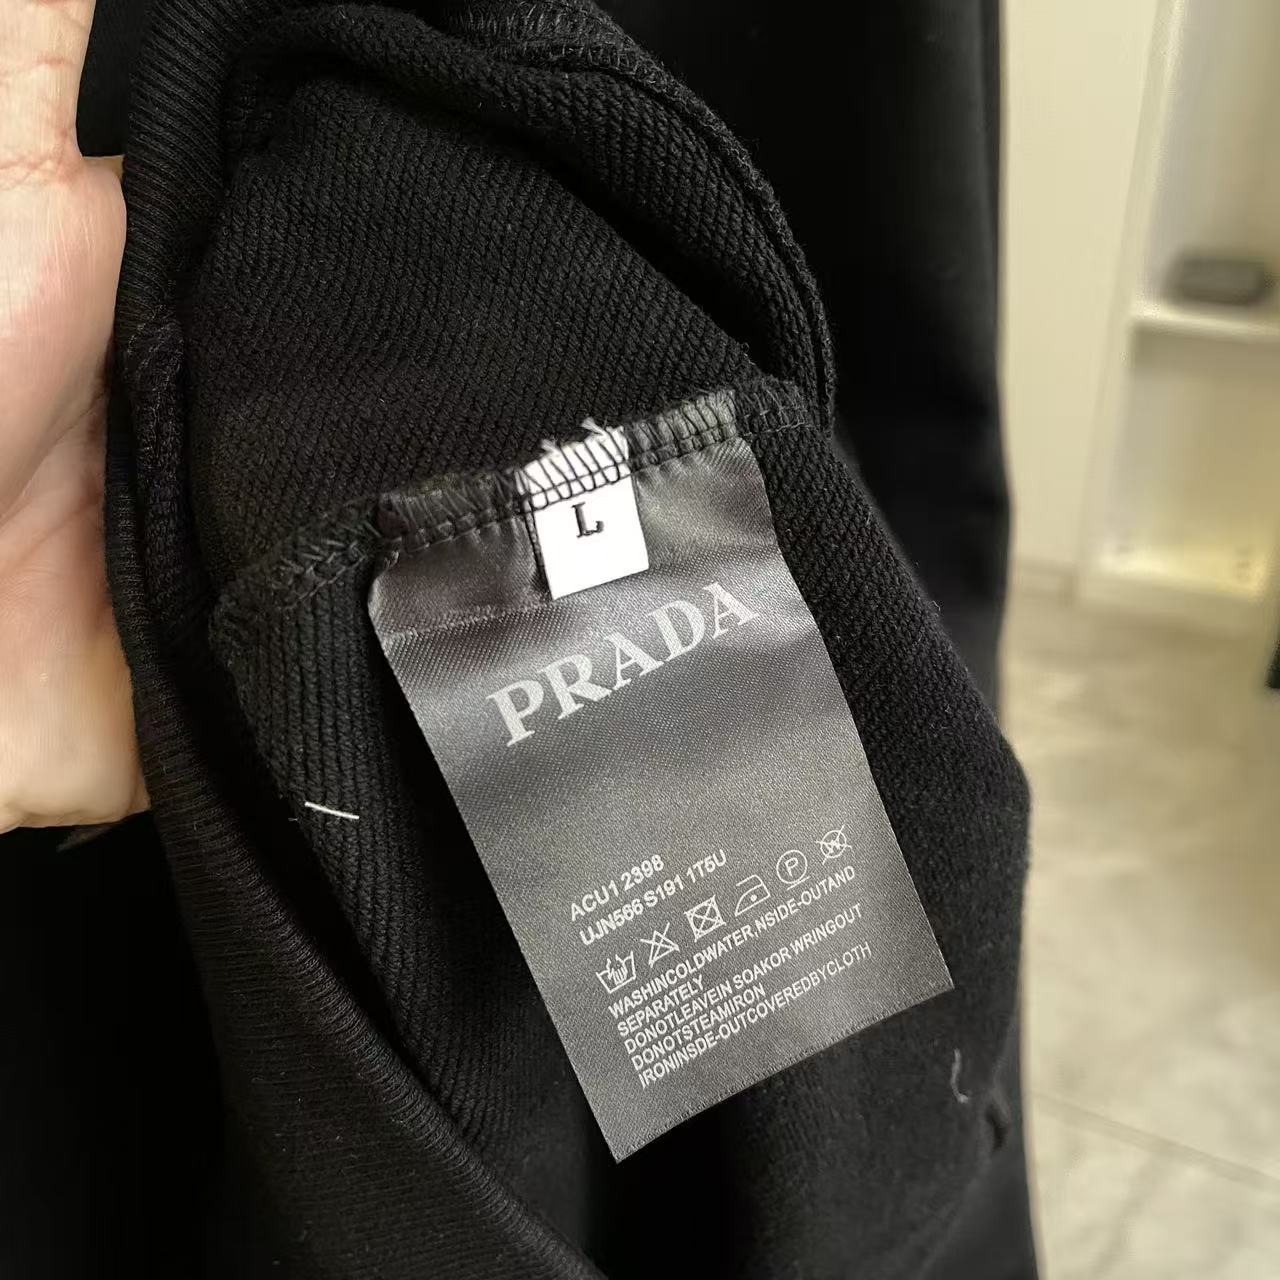 L
PRADA
ACU1 2398
UJN566 S191 1T5U
P W
WASHINCOLDWATER,NSIDE-OUTAND
SEPARATELY
DONOTLEAVEIN SOAKOR WRINGOUT
DONOTSTEAMIRON
IRONINSDE-OUTCOVEREDBYCLOTH